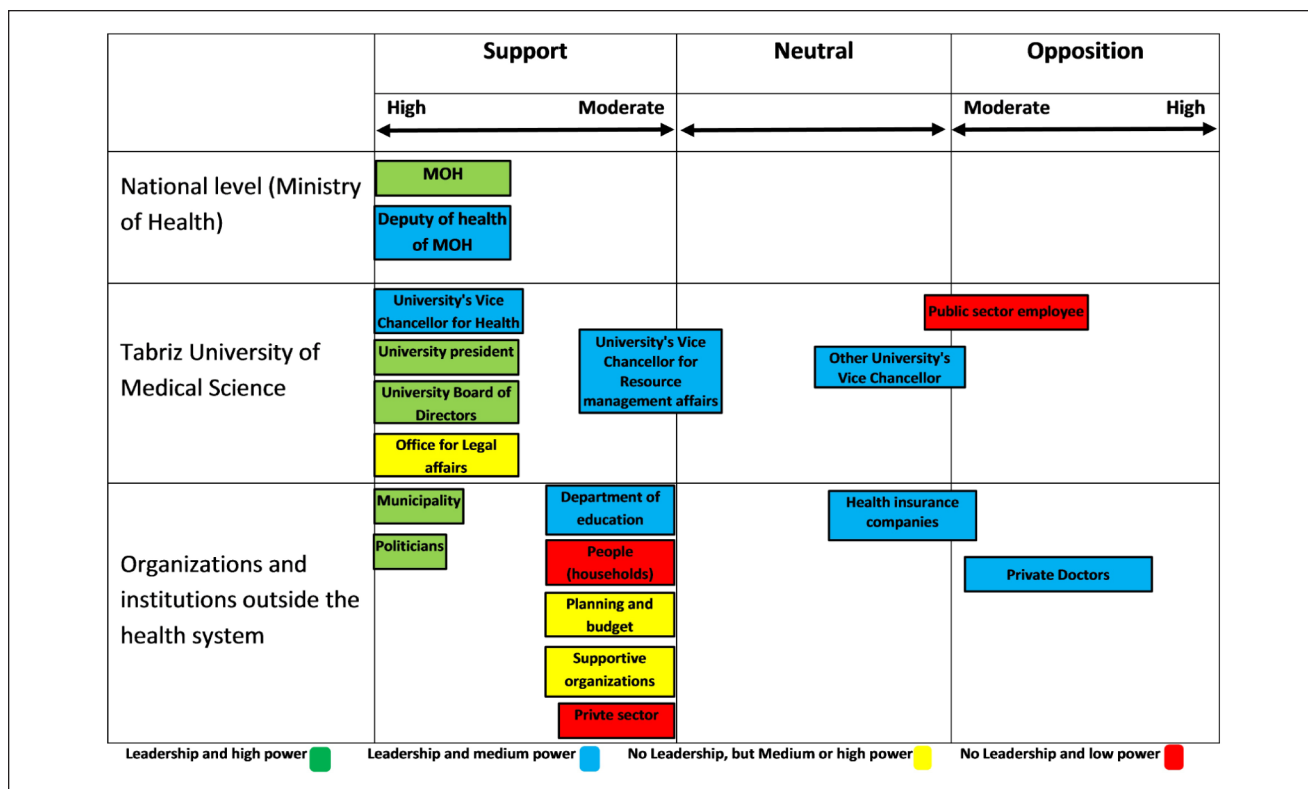 Support
Neutral
Opposition
High
Moderate
Moderate
High
National level (Ministry
of Health)
MOH
Deputy of health
of MOH
Tabriz University of
Medical Science
University's Vice
Chancellor for Health
University president
University Board of
Directors
Office for Legal
affairs
University's Vice
Chancellor for
Resource
management affairs
Other University's
Vice Chancellor
Public sector employee
Organizations and
institutions outside the
health system
Municipality
Politicians
Department of
education
People
(households)
Planning and
budget
Supportive
organizations
Privte sector
Health insurance
companies
Private Doctors
Leadership and high power
Leadership and medium power
No Leadership, but Medium or high power
No Leadership and low power